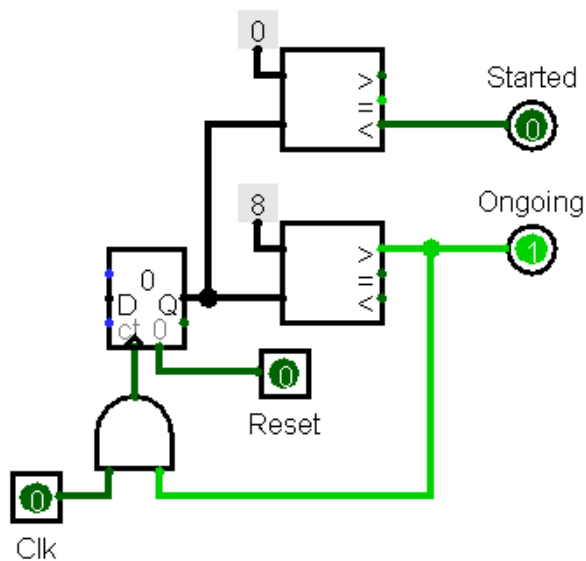 0
>
=
<
Started
0
8
>
=
<
Ongoing
1
0
D Q
ct 0
0
Reset
0
Clk